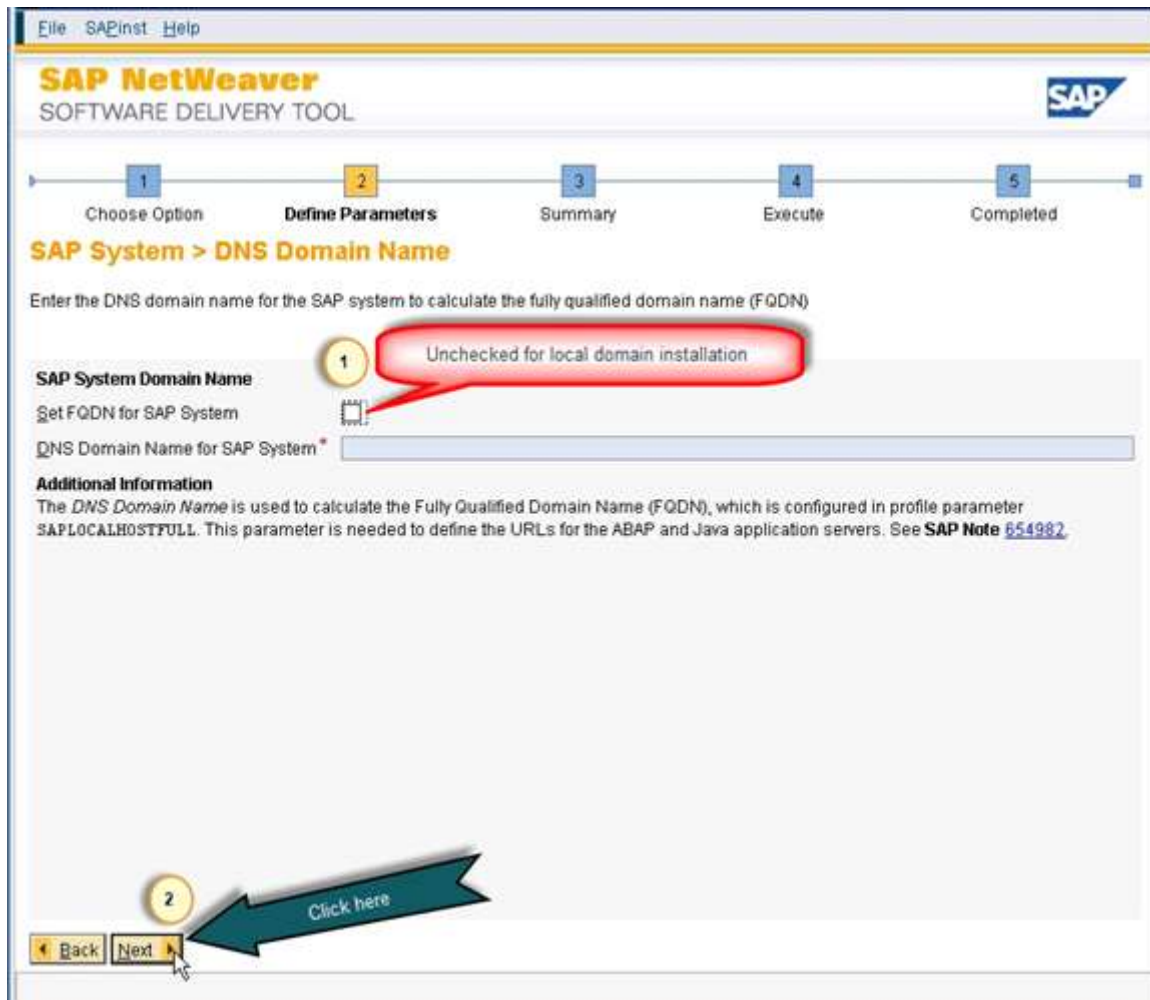 File SAPinst Help
SAP NetWeaver
SOFTWARE DELIVERY TOOL
SAP
1 2 3 4 5
Choose Option Define Parameters Summary Execute Completed
SAP System > DNS Domain Name
Enter the DNS domain name for the SAP system to calculate the fully qualified domain name (FQDN)
1 Unchecked for local domain installation
SAP System Domain Name
Set FQDN for SAP System
DNS Domain Name for SAP System *
Additional Information
The DNS Domain Name is used to calculate the Fully Qualified Domain Name (FQDN), which is configured in profile parameter
SAPLOCALHOSTFULL. This parameter is needed to define the URLs for the ABAP and Java application servers. See SAP Note 654982.
2 Click here
Back Next